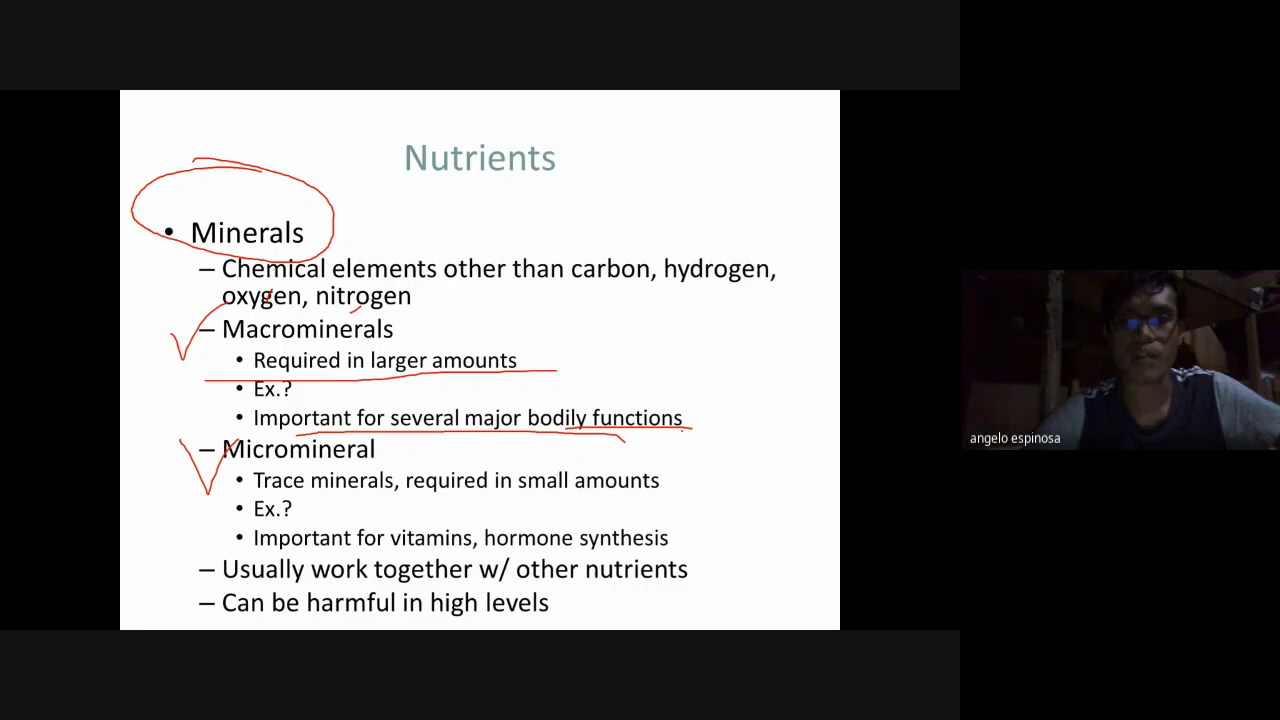 Nutrients
• Minerals
– Chemical elements other than carbon, hydrogen,
oxygen, nitrogen
– Macrominerals
• Required in larger amounts
• Ex.?
• Important for several major bodily functions
– Micromineral
• Trace minerals, required in small amounts
• Ex.?
• Important for vitamins, hormone synthesis
– Usually work together w/ other nutrients
– Can be harmful in high levels
angelo espinosa